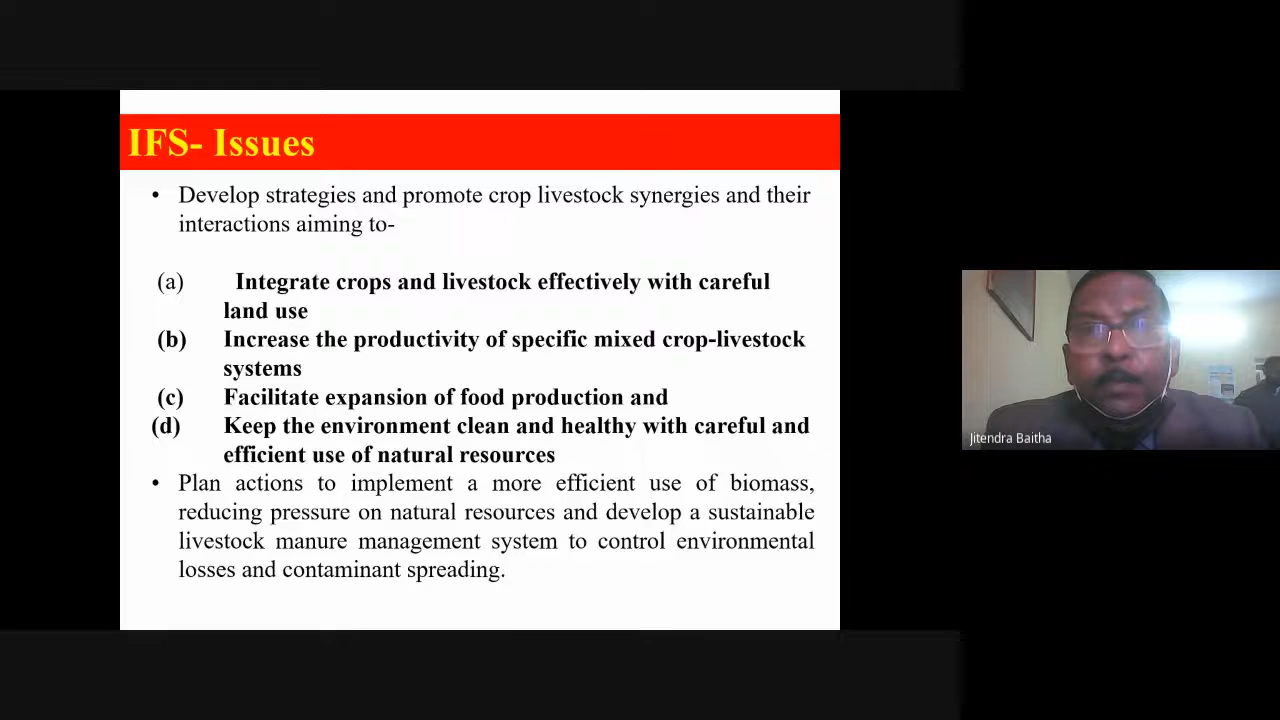 IFS- Issues
• Develop strategies and promote crop livestock synergies and their
interactions aiming to-
(a) Integrate crops and livestock effectively with careful
land use
(b) Increase the productivity of specific mixed crop-livestock
systems
(c) Facilitate expansion of food production and
(d) Keep the environment clean and healthy with careful and
efficient use of natural resources
• Plan actions to implement a more efficient use of biomass,
reducing pressure on natural resources and develop a sustainable
livestock manure management system to control environmental
losses and contaminant spreading.
Jitendra Baitha